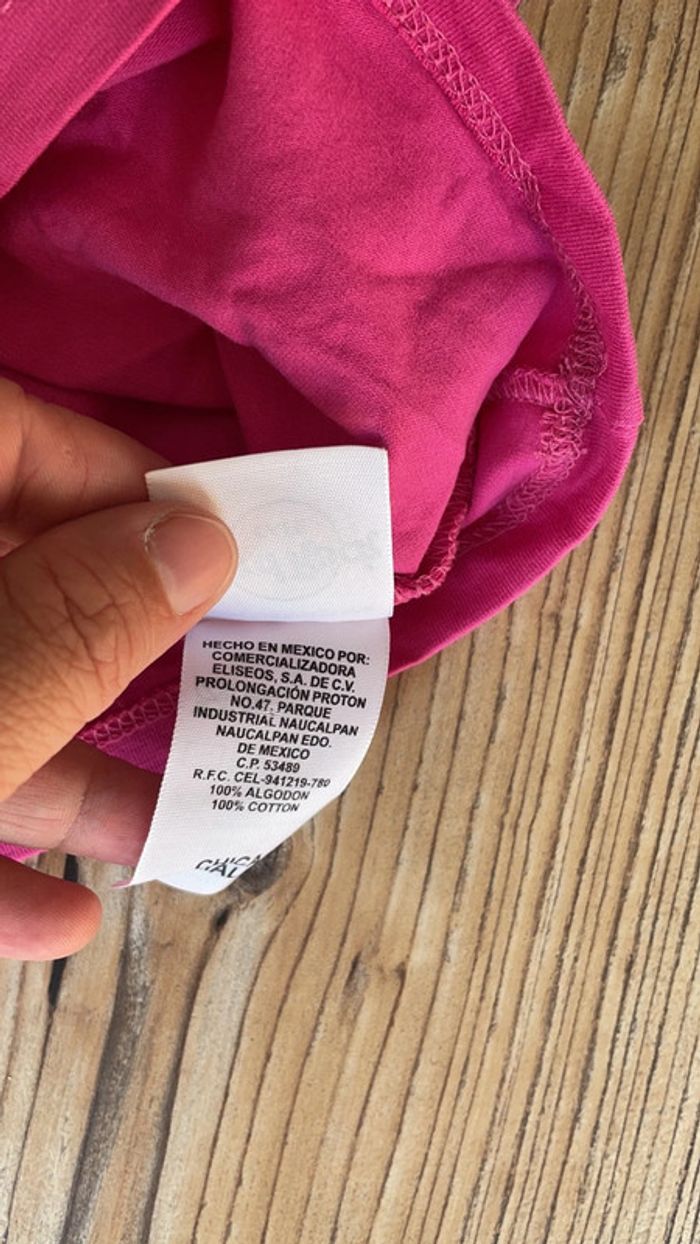 HECHO EN MEXICO POR:
COMERCIALIZADORA
ELISEOS, S.A. DE C.V.
PROLONGACIÓN PROTON
NO.47, PARQUE
INDUSTRIAL NAUCALPAN
NAUCALPAN EDO.
DE MEXICO
C.P. 53489
R.F.C. CEL-941219-780
100% ALGODON
100% COTTON